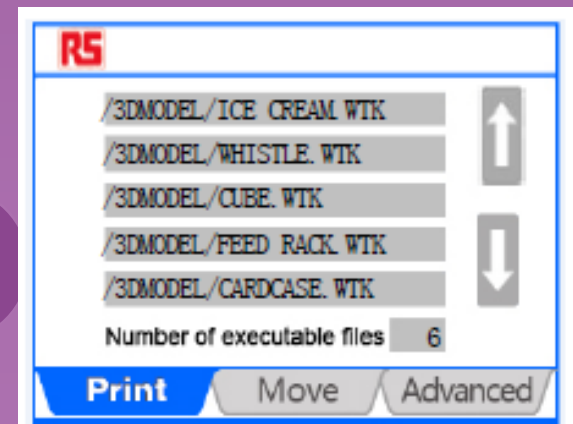 RS
/3DMODEL/ICE CREAM.WTK
/3DMODEL/WHISTLE.WTK
/3DMODEL/CUBE.WTK
/3DMODEL/FEED RACK.WTK
/3DMODEL/CARDCASE.WTK
Number of executable files 6
Print Move Advanced